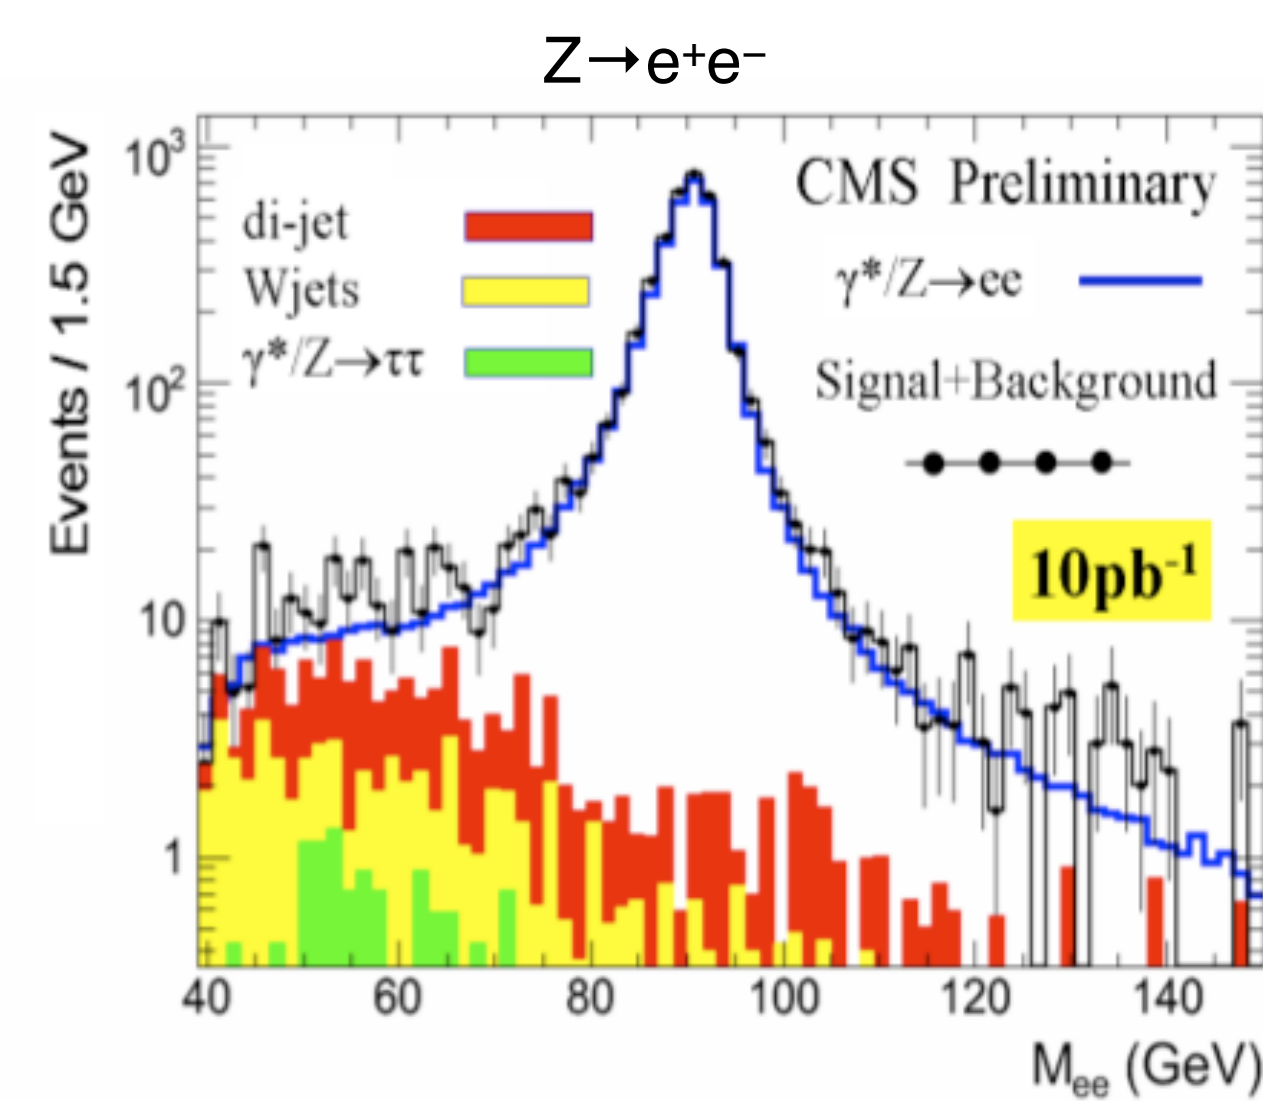 Z→e⁺e⁻
Events / 1.5 GeV
10³
10²
10
1
di-jet
Wjets
γ*/Z→ττ
CMS Preliminary
γ*/Z→ee
Signal+Background
10pb⁻¹
40 60 80 100 120 140
Mₑₑ (GeV)